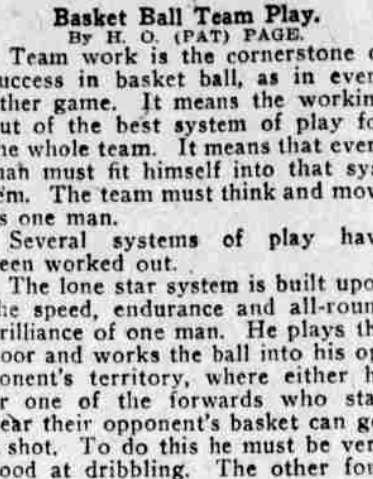 Basket Ball Team Play.
By H. O. (PAT) PAGE.
Team work is the cornerstone o
uccess in basket ball, as in ever
ther game. It means the workin
ut of the best system of play fo
he whole team. It means that ever
nan must fit himself into that sys
em. The team must think and mov
s one man.
Several systems of play hav
een worked out.
The lone star system is built upo
he speed, endurance and all-roun
rilliance of one man. He plays th
oor and works the ball into his op
onent's territory, where either h
r one of the forwards who sta
ear their opponent's basket can ge
shot. To do this he must be ver
ood at dribbling. The other fou